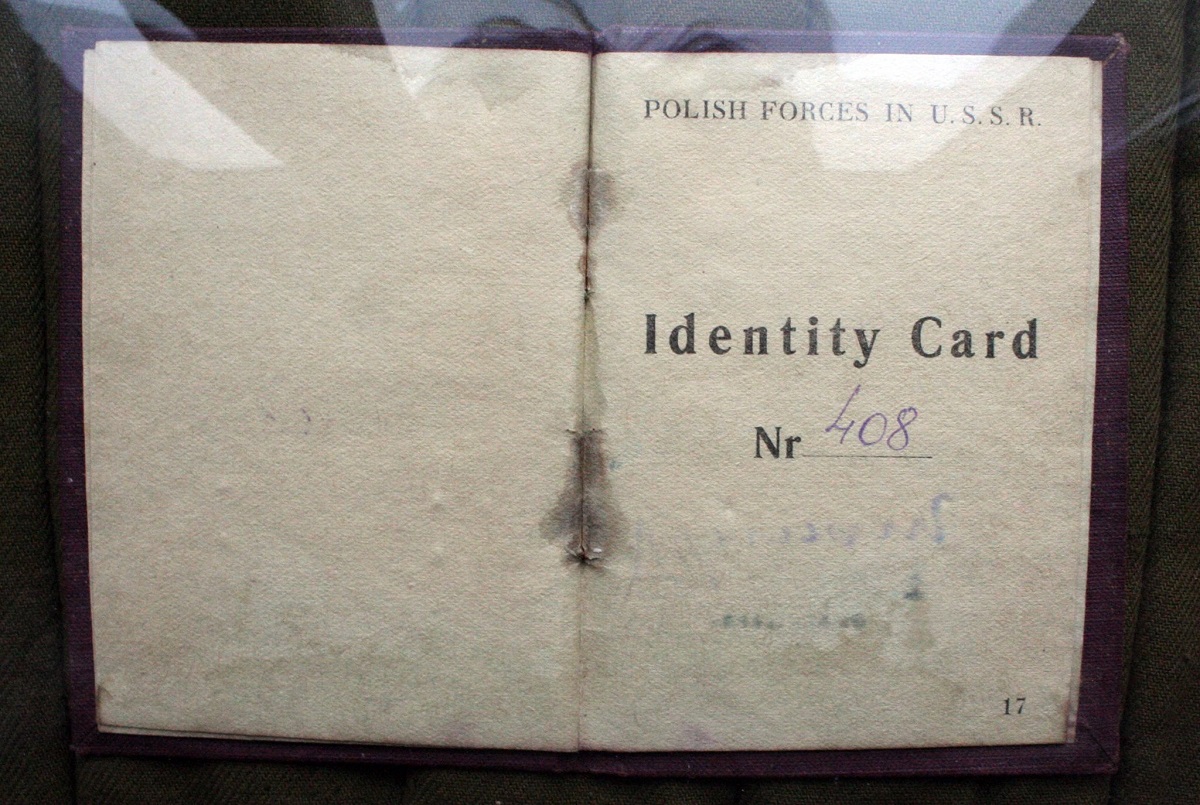 POLISH FORCES IN U.S.S.R.
Identity Card
Nr 408
17